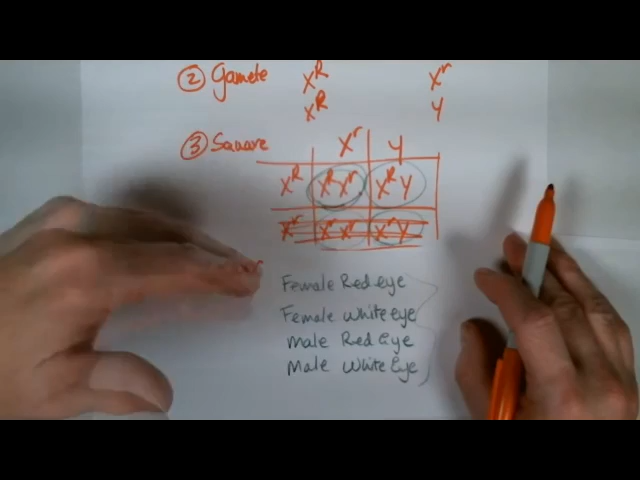 ② Gamete X^R X^r
X^R Y
③ Square X^r Y
X^R X^R X^r X^R Y
X^r X^r X^r X^r Y
Female Red eye
Female White eye
Male Red Eye
Male White Eye